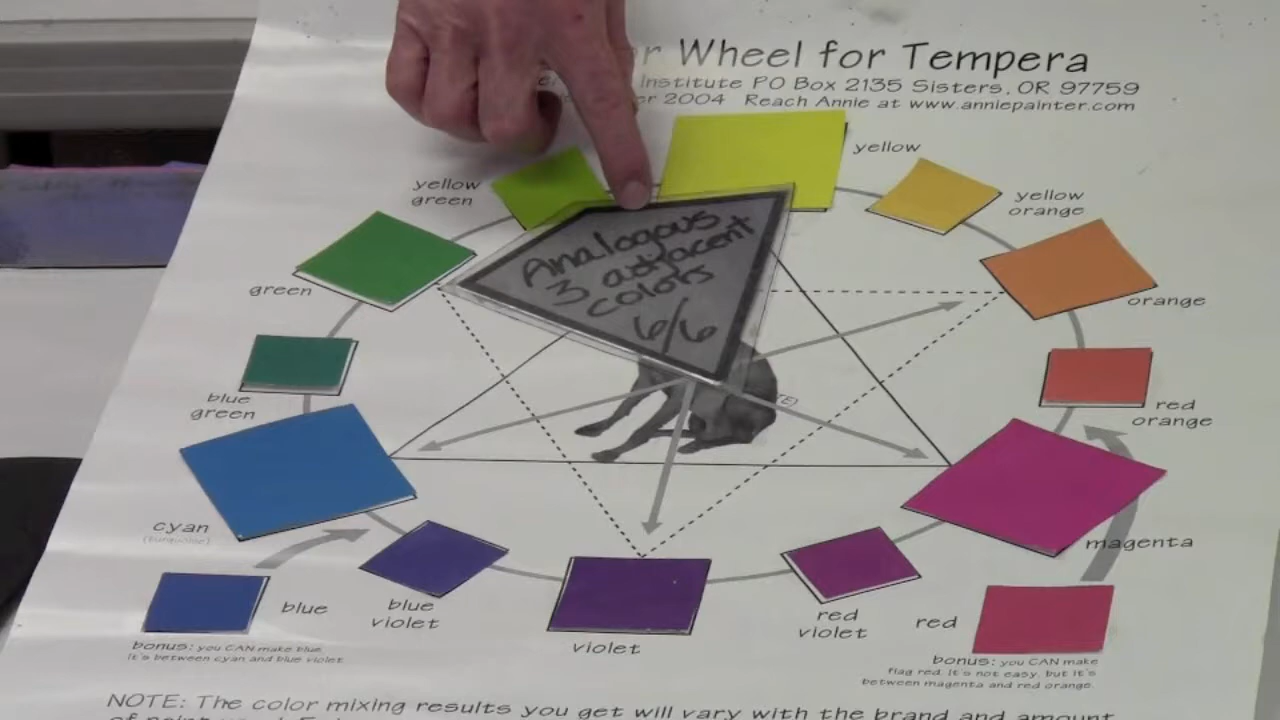 Wheel for Tempera
Institute PO Box 2135 Sisters, OR 97759
2004 Reach Annie at www.anniepainter.com
yellow
yellow
green
yellow
orange
Analogous
3 adjacent
colors
6/6
green
orange
blue
green
red
orange
cyan
(turquoise)
magenta
blue
blue
violet
violet
red
violet
red
bonus: you CAN make blue.
It's between cyan and blue violet.
bonus: you CAN make
flag red. It's not easy, but it's
between magenta and red orange.
NOTE: The color mixing results you get will vary with the brand and amount